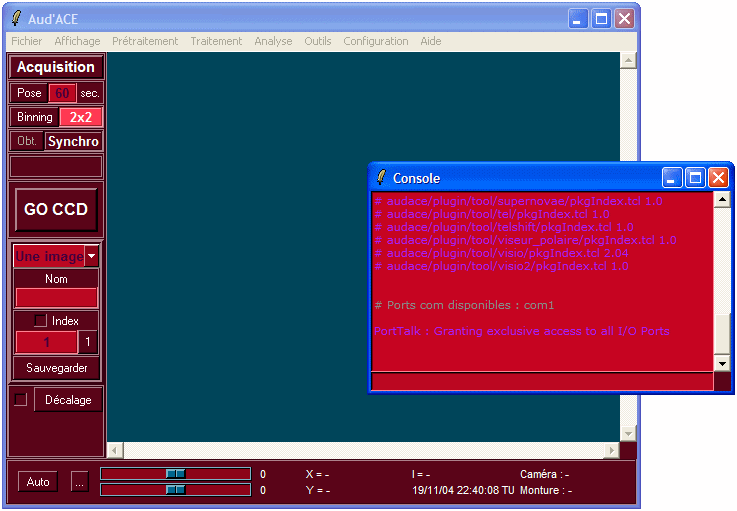 Aud'ACE
Fichier Affichage Prétraitement Traitement Analyse Outils Configuration Aide
Acquisition
Pose 60 sec.
Binning 2x2
Obt. Synchro
GO CCD
Une image
Nom
Index
1 1
Sauvegarder
Décalage
Console
# audace/plugin/tool/supernovae/pkgIndex.tcl 1.0
# audace/plugin/tool/tel/pkgIndex.tcl 1.0
# audace/plugin/tool/telshift/pkgIndex.tcl 1.0
# audace/plugin/tool/viseur_polaire/pkgIndex.tcl 1.0
# audace/plugin/tool/visio/pkgIndex.tcl 2.04
# audace/plugin/tool/visio2/pkgIndex.tcl 1.0
# Ports com disponibles : com1
PortTalk : Granting exclusive access to all I/O Ports
Auto ... 0 X = - I = - Caméra : -
0 Y = - 19/11/04 22:40:08 TU Monture : -